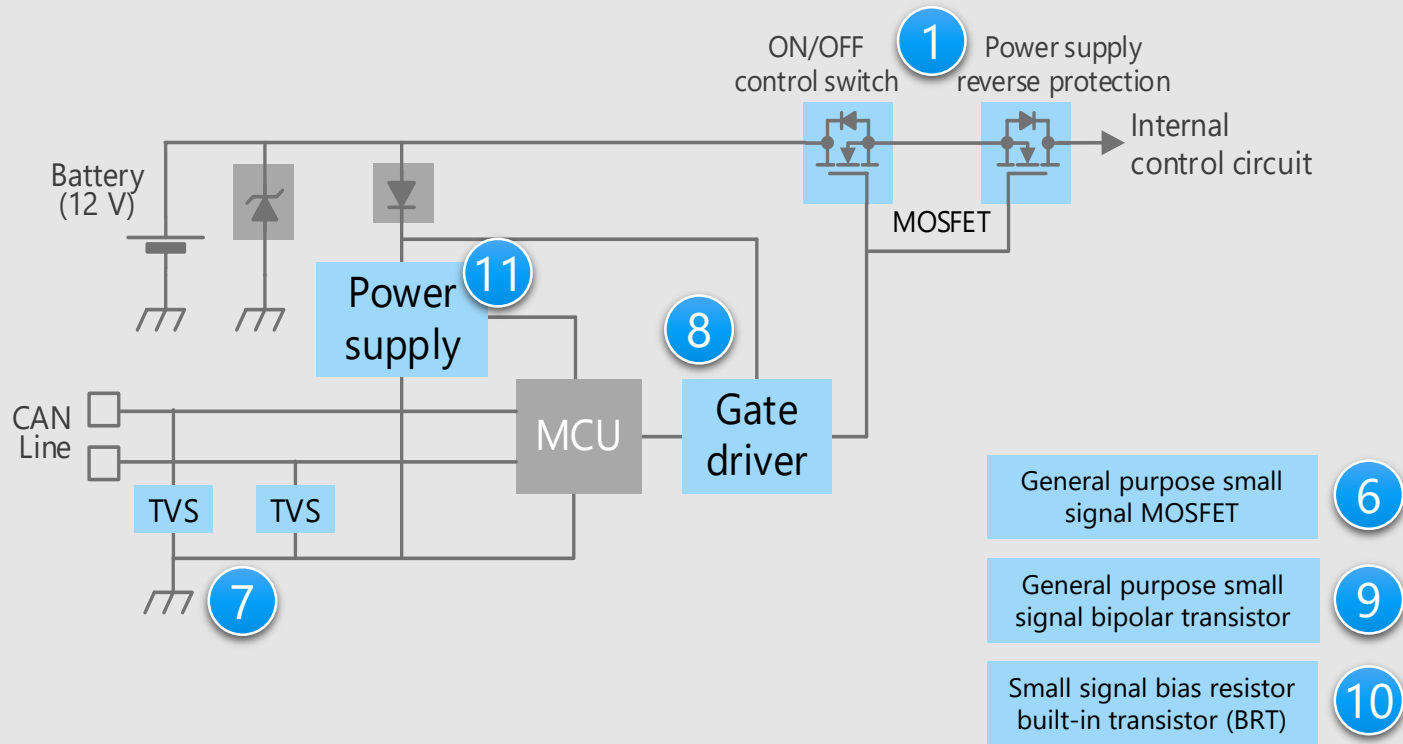 ON/OFF
control switch
1
Power supply
reverse protection
Internal
control circuit
Battery
(12 V)
MOSFET
Power
supply
11
8
CAN
Line
MCU
Gate
driver
TVS
TVS
7
General purpose small
signal MOSFET
6
General purpose small
signal bipolar transistor
9
Small signal bias resistor
built-in transistor (BRT)
10